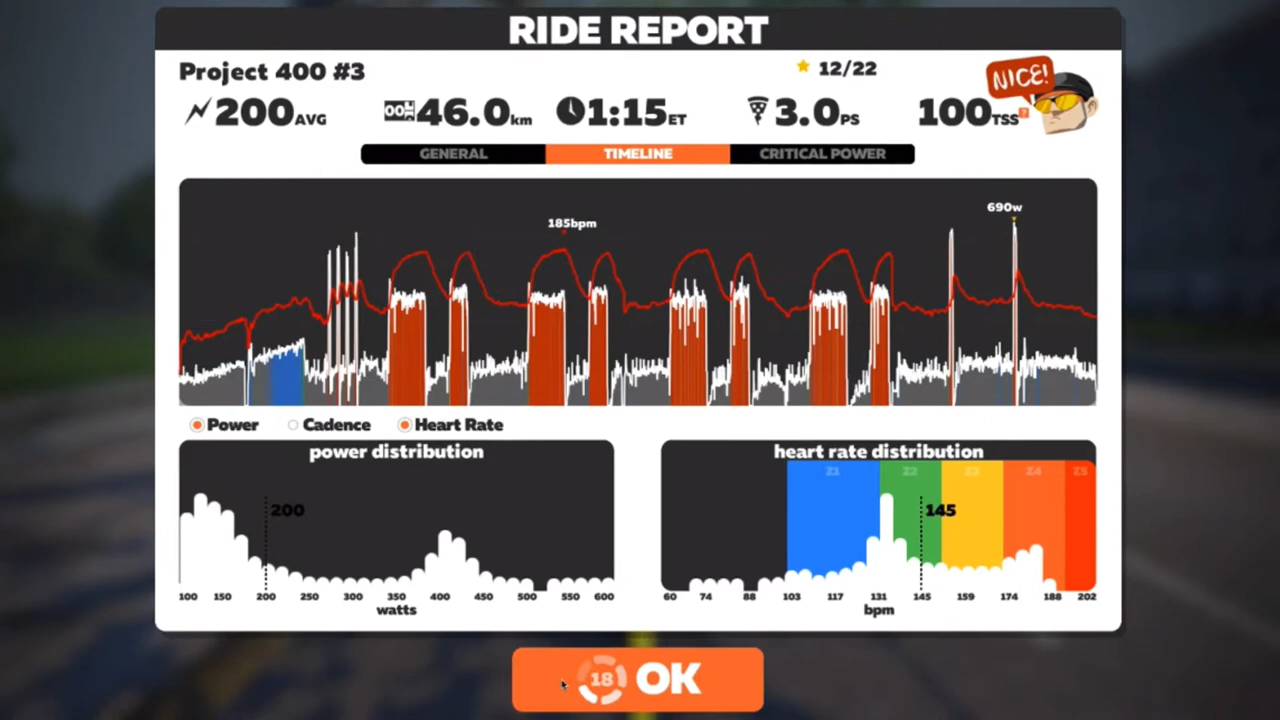 RIDE REPORT
Project 400 #3
12/22
NICE!
200AVG
46.0km
1:15ET
3.0PS
100TSS
GENERAL
TIMELINE
CRITICAL POWER
185bpm
690w
Power
Cadence
Heart Rate
power distribution
200
100 150 200 250 300 350 400 450 500 550 600
watts
heart rate distribution
Z1 Z2 Z3 Z4 Z5
145
60 74 88 103 117 131 145 159 174 188 202
bpm
18 OK